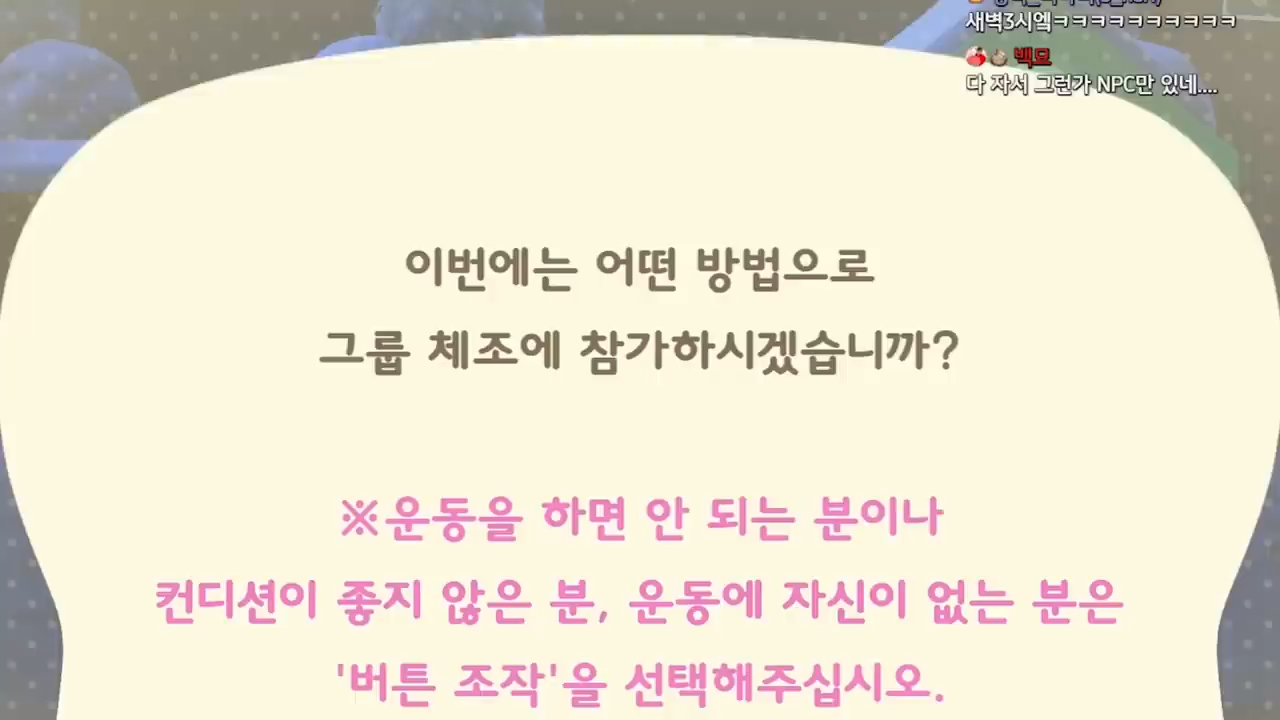 새벽3시엨ㅋㅋㅋㅋㅋㅋㅋㅋㅋㅋ
백묘
다 자서 그런가 NPC만 있네....
이번에는 어떤 방법으로
그룹 체조에 참가하시겠습니까?
※운동을 하면 안 되는 분이나
컨디션이 좋지 않은 분, 운동에 자신이 없는 분은
'버튼 조작'을 선택해주십시오.